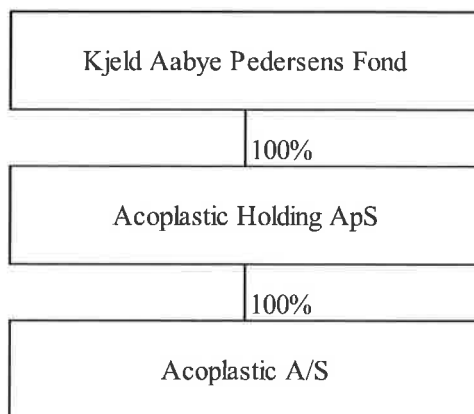 Kjeld Aabye Pedersens Fond
100%
Acoplastic Holding ApS
100%
Acoplastic A/S